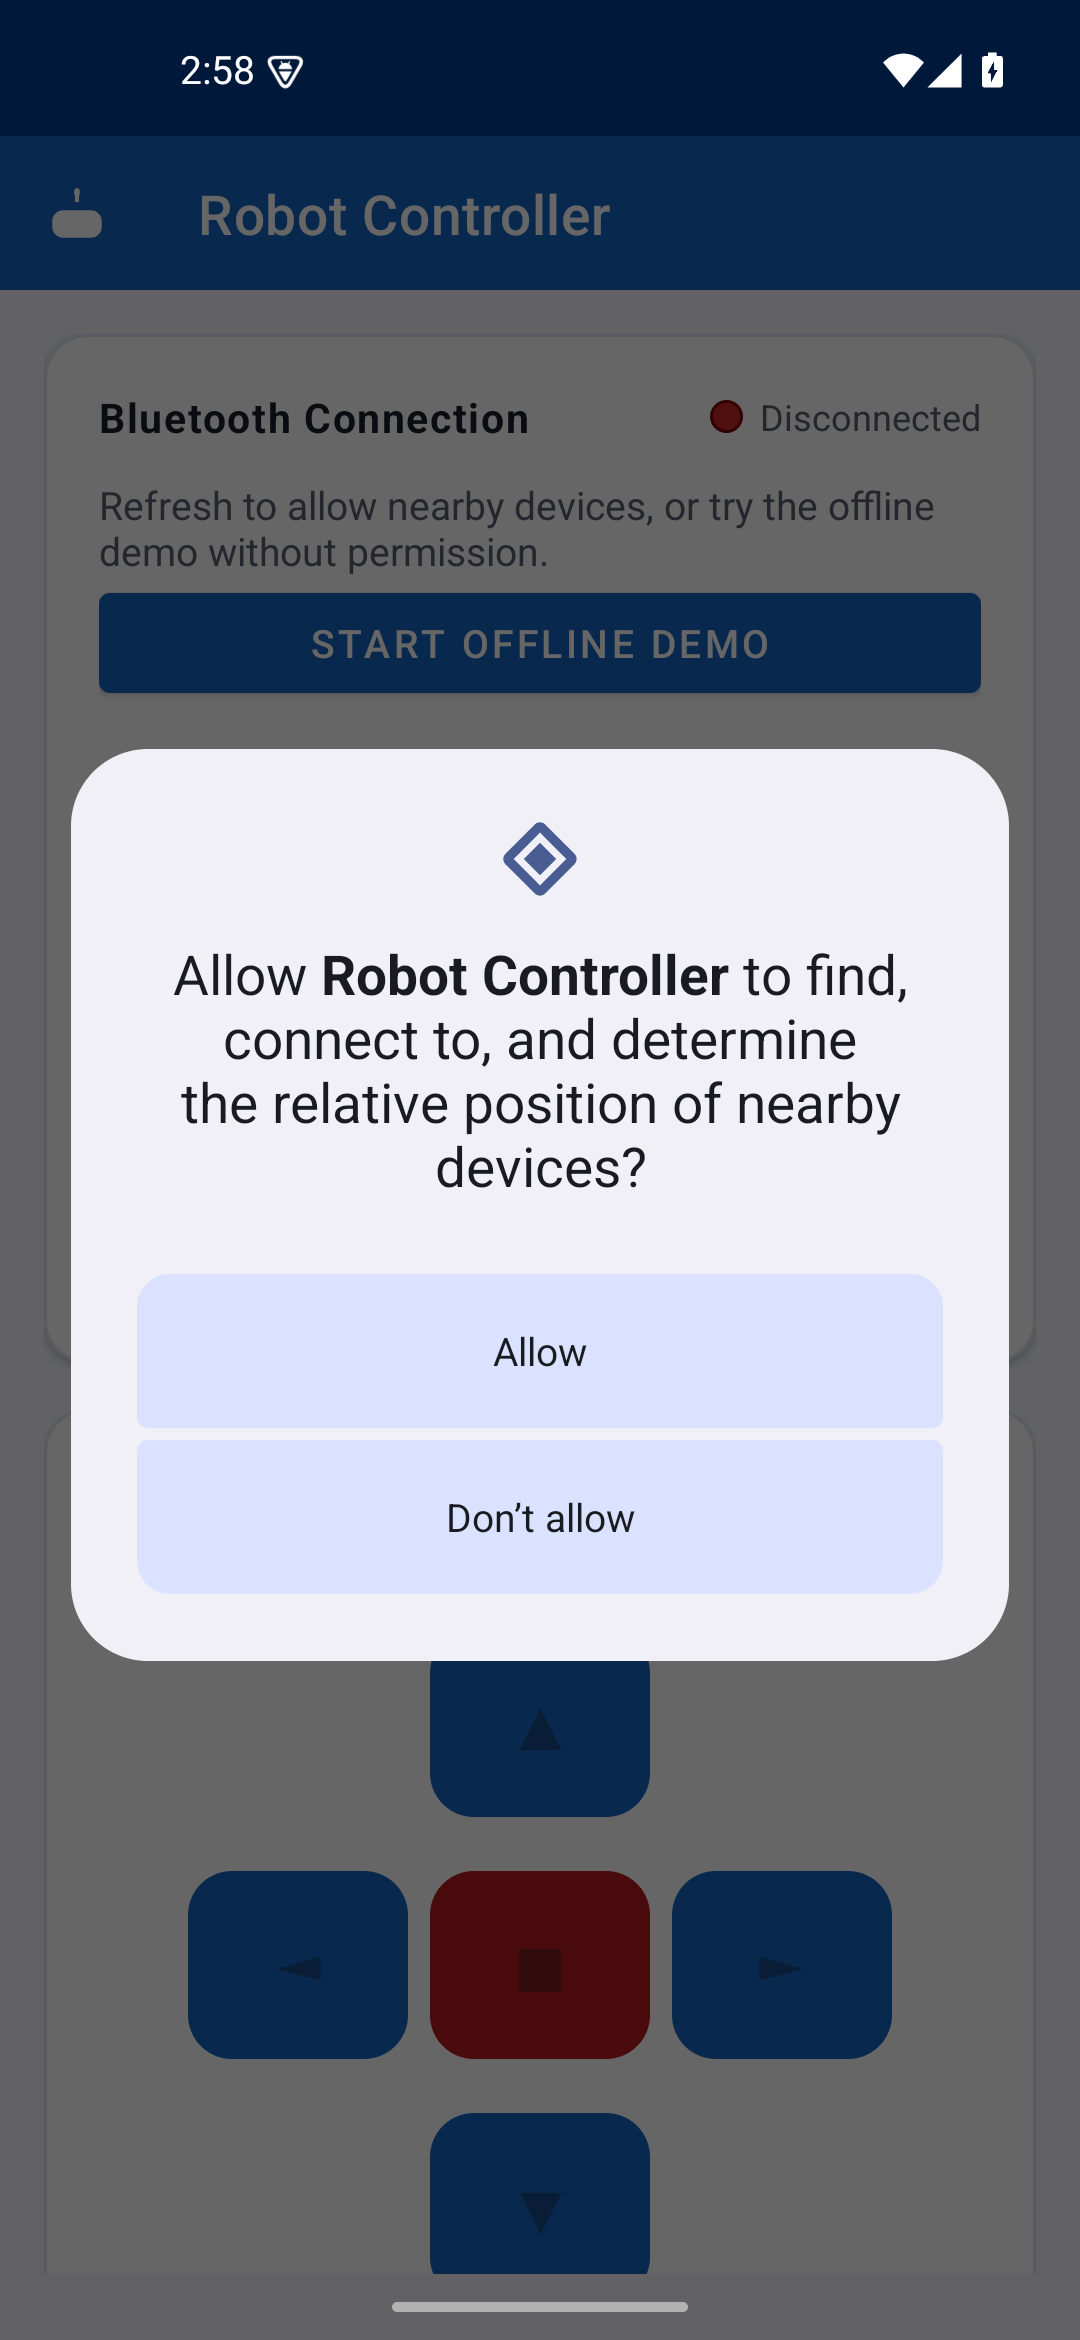 2:58
Robot Controller
Bluetooth Connection
Disconnected
Refresh to allow nearby devices, or try the offline
demo without permission.
START OFFLINE DEMO
Allow Robot Controller to find,
connect to, and determine
the relative position of nearby
devices?
Allow
Don’t allow